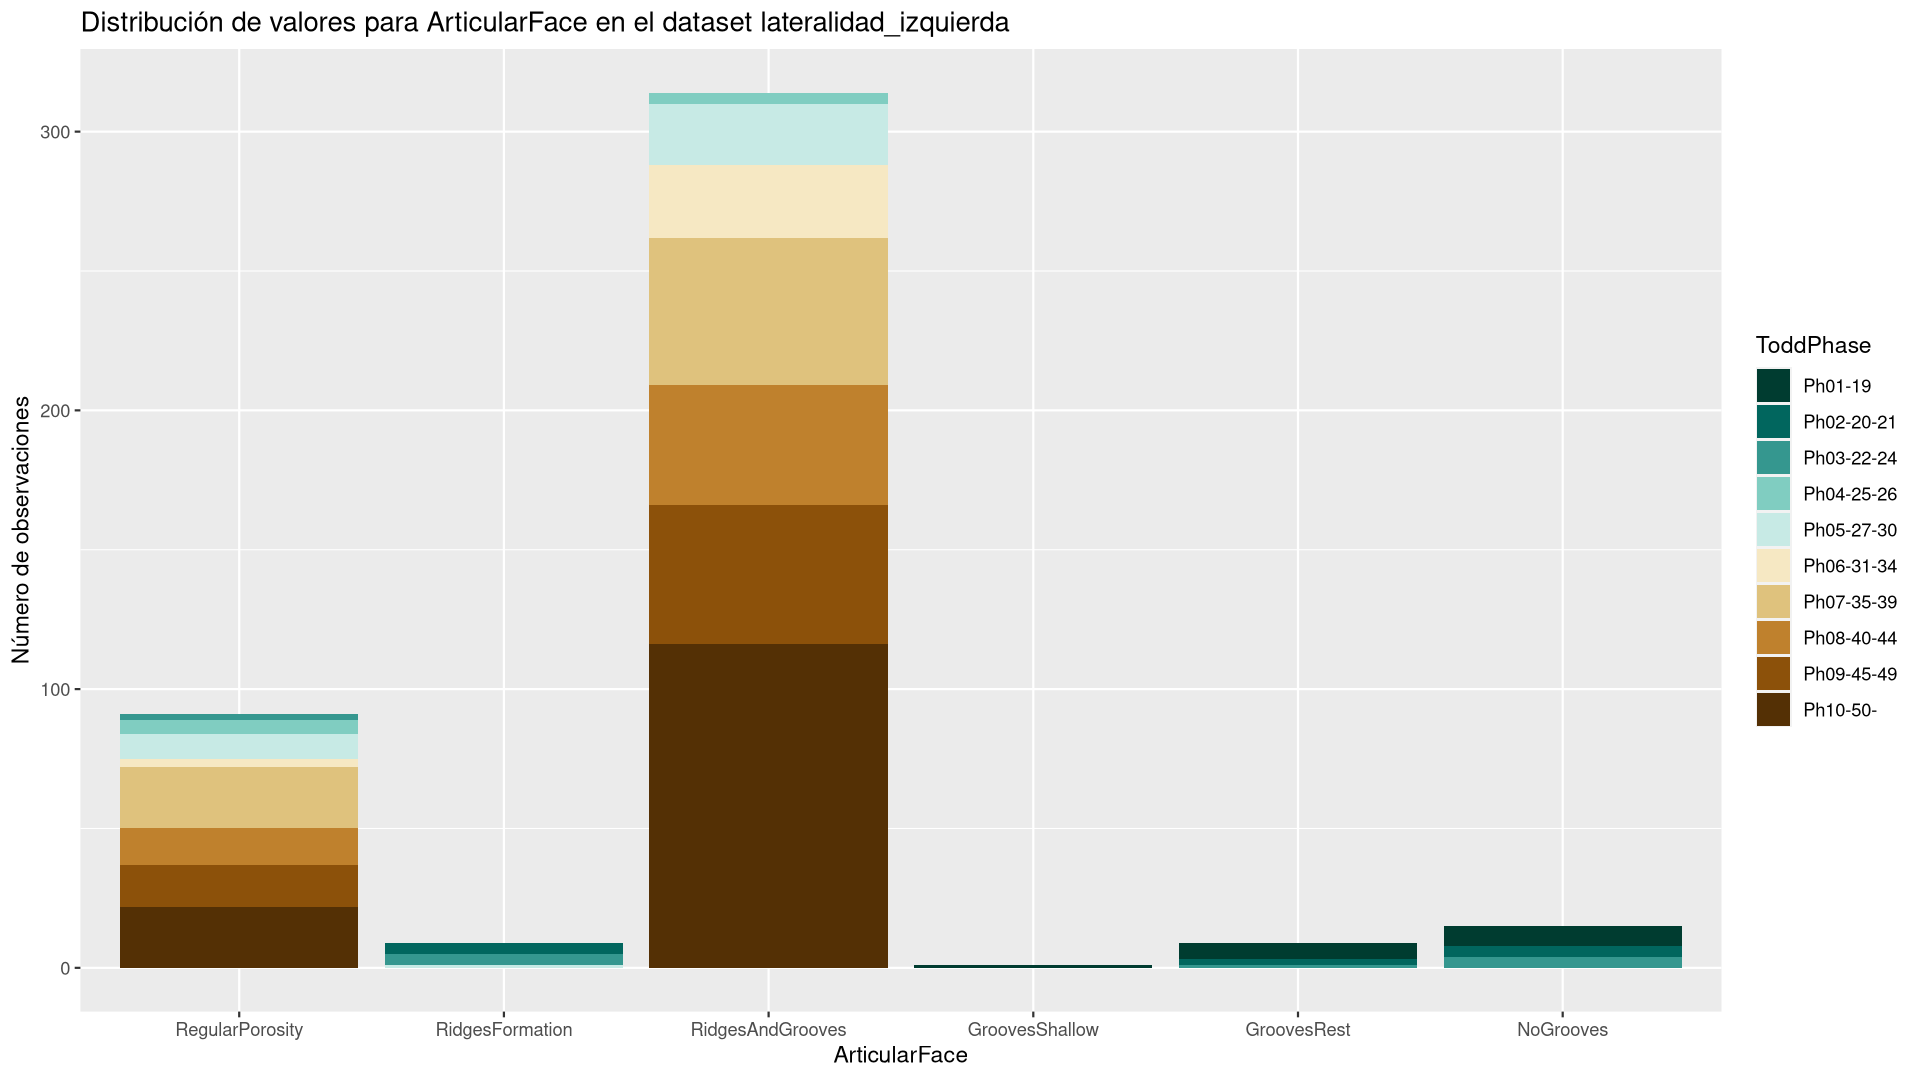 Distribución de valores para ArticularFace en el dataset lateralidad_izquierda
Número de observaciones
300
200
100
0
RegularPorosity
RidgesFormation
RidgesAndGrooves
GroovesShallow
GroovesRest
NoGrooves
ArticularFace
ToddPhase
Ph01-19
Ph02-20-21
Ph03-22-24
Ph04-25-26
Ph05-27-30
Ph06-31-34
Ph07-35-39
Ph08-40-44
Ph09-45-49
Ph10-50-